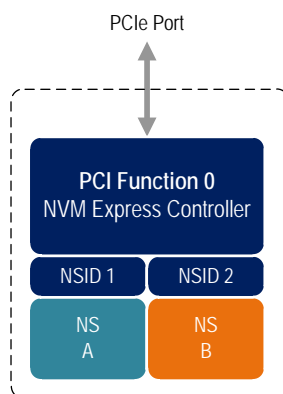 PCIe Port
PCI Function 0
NVM Express Controller
NSID 1
NSID 2
NS
A
NS
B